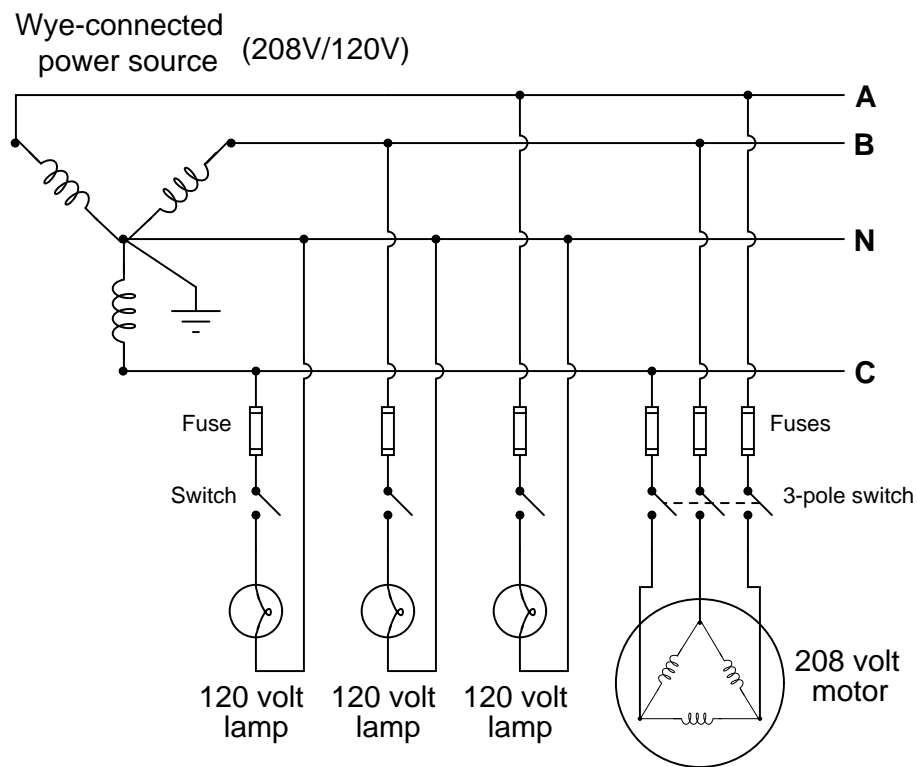 Wye-connected
power source (208V/120V)
A
B
N
C
Fuse
Fuses
Switch
3-pole switch
120 volt
lamp
120 volt
lamp
120 volt
lamp
208 volt
motor